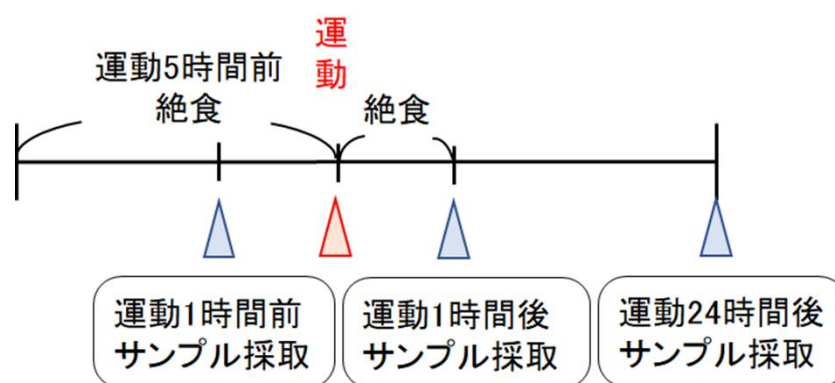 運動
運動5時間前
絶食
絶食
運動1時間前
サンプル採取
運動1時間後
サンプル採取
運動24時間後
サンプル採取